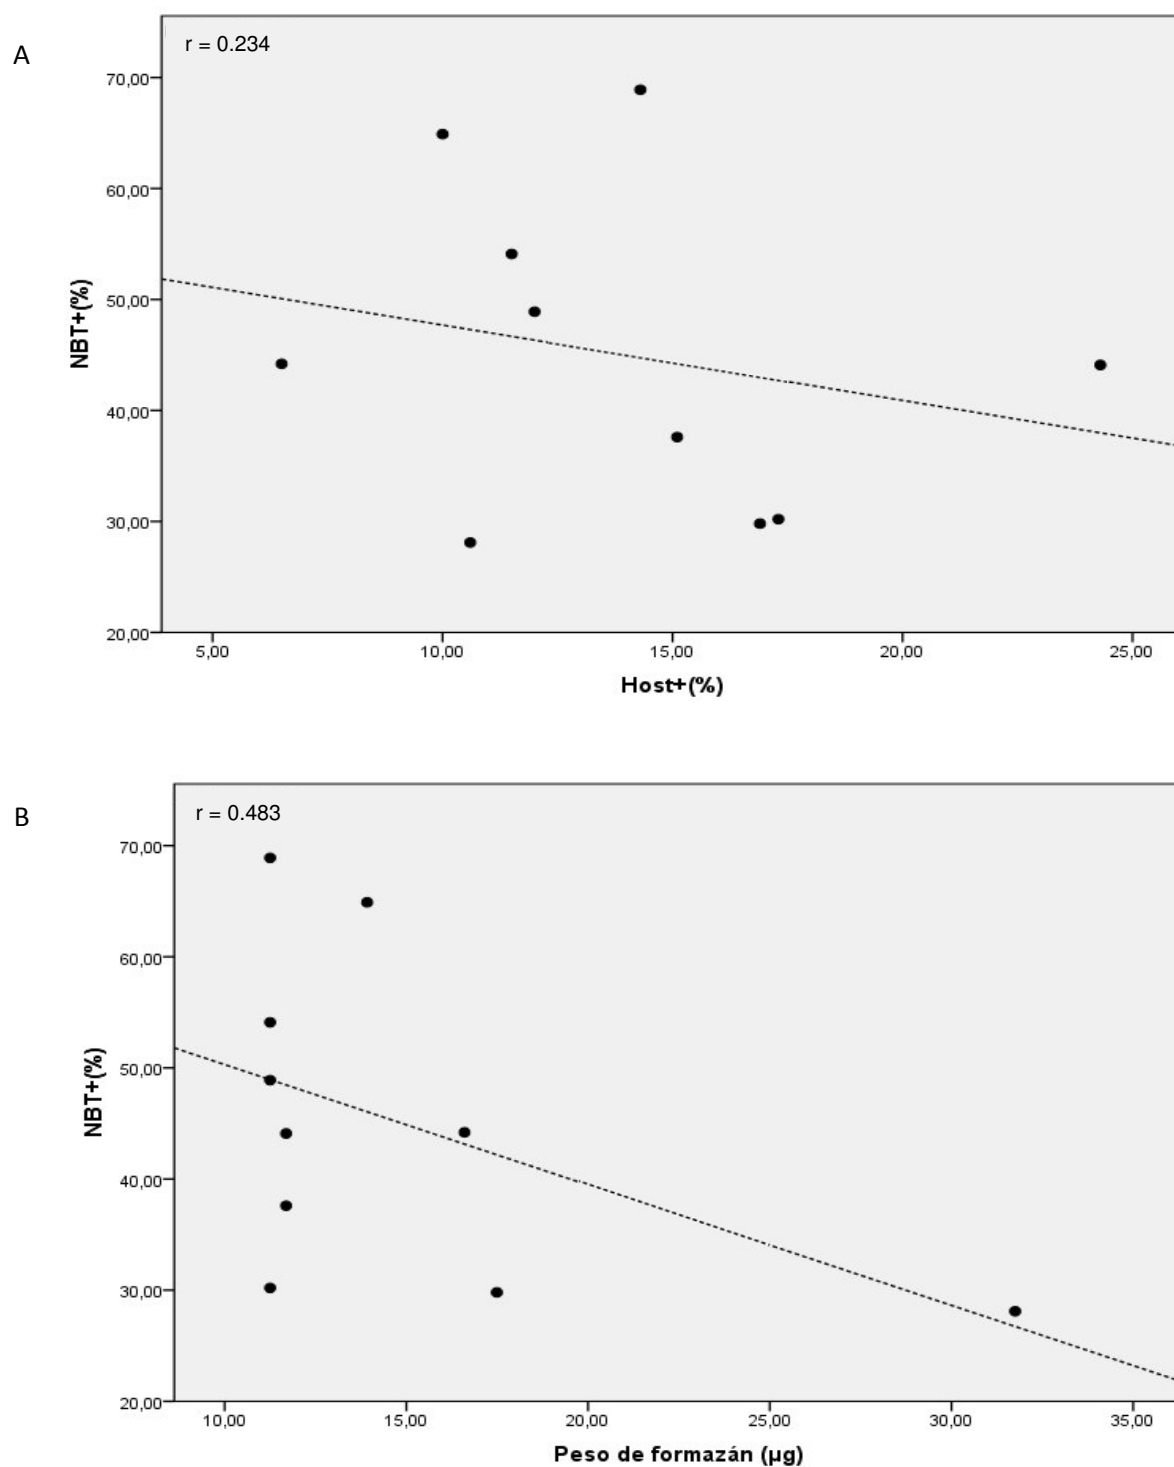 A
r = 0.234
NBT+(%)
70,00
60,00
50,00
40,00
30,00
20,00
5,00 10,00 15,00 20,00 25,00
Host+(%)
B
r = 0.483
NBT+(%)
70,00
60,00
50,00
40,00
30,00
20,00
10,00 15,00 20,00 25,00 30,00 35,00
Peso de formazán (µg)